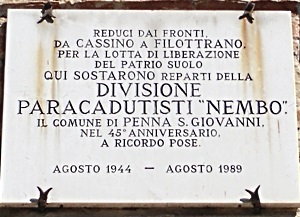 REDUCI DAI FRONTI,
DA CASSINO A FILOTTRANO,
PER LA LOTTA DI LIBERAZIONE
DEL PATRIO SUOLO
QUI SOSTARONO REPARTI DELLA
DIVISIONE
PARACADUTISTI "NEMBO".
IL COMUNE DI PENNA S. GIOVANNI,
NEL 45° ANNIVERSARIO,
A RICORDO POSE.
AGOSTO 1944 — AGOSTO 1989